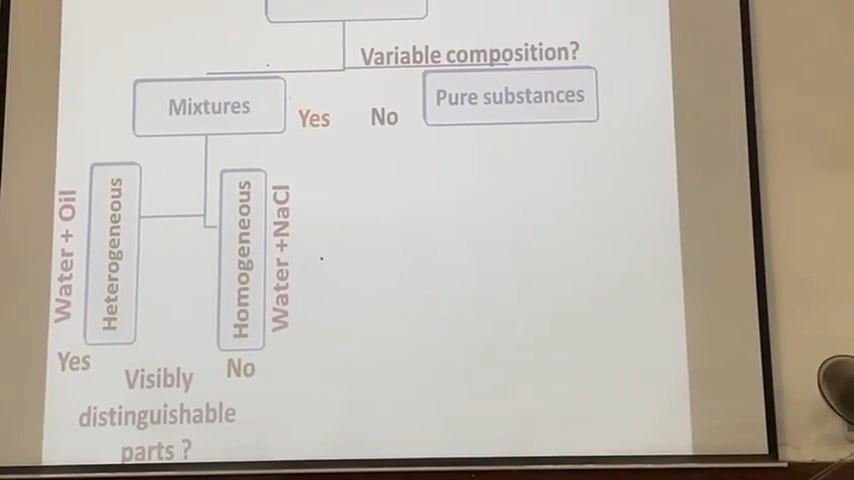 Variable composition?
Mixtures
Yes
No
Pure substances
Water + Oil
Heterogeneous
Homogeneous
Water +NaCl
Yes
No
Visibly
distinguishable
parts ?